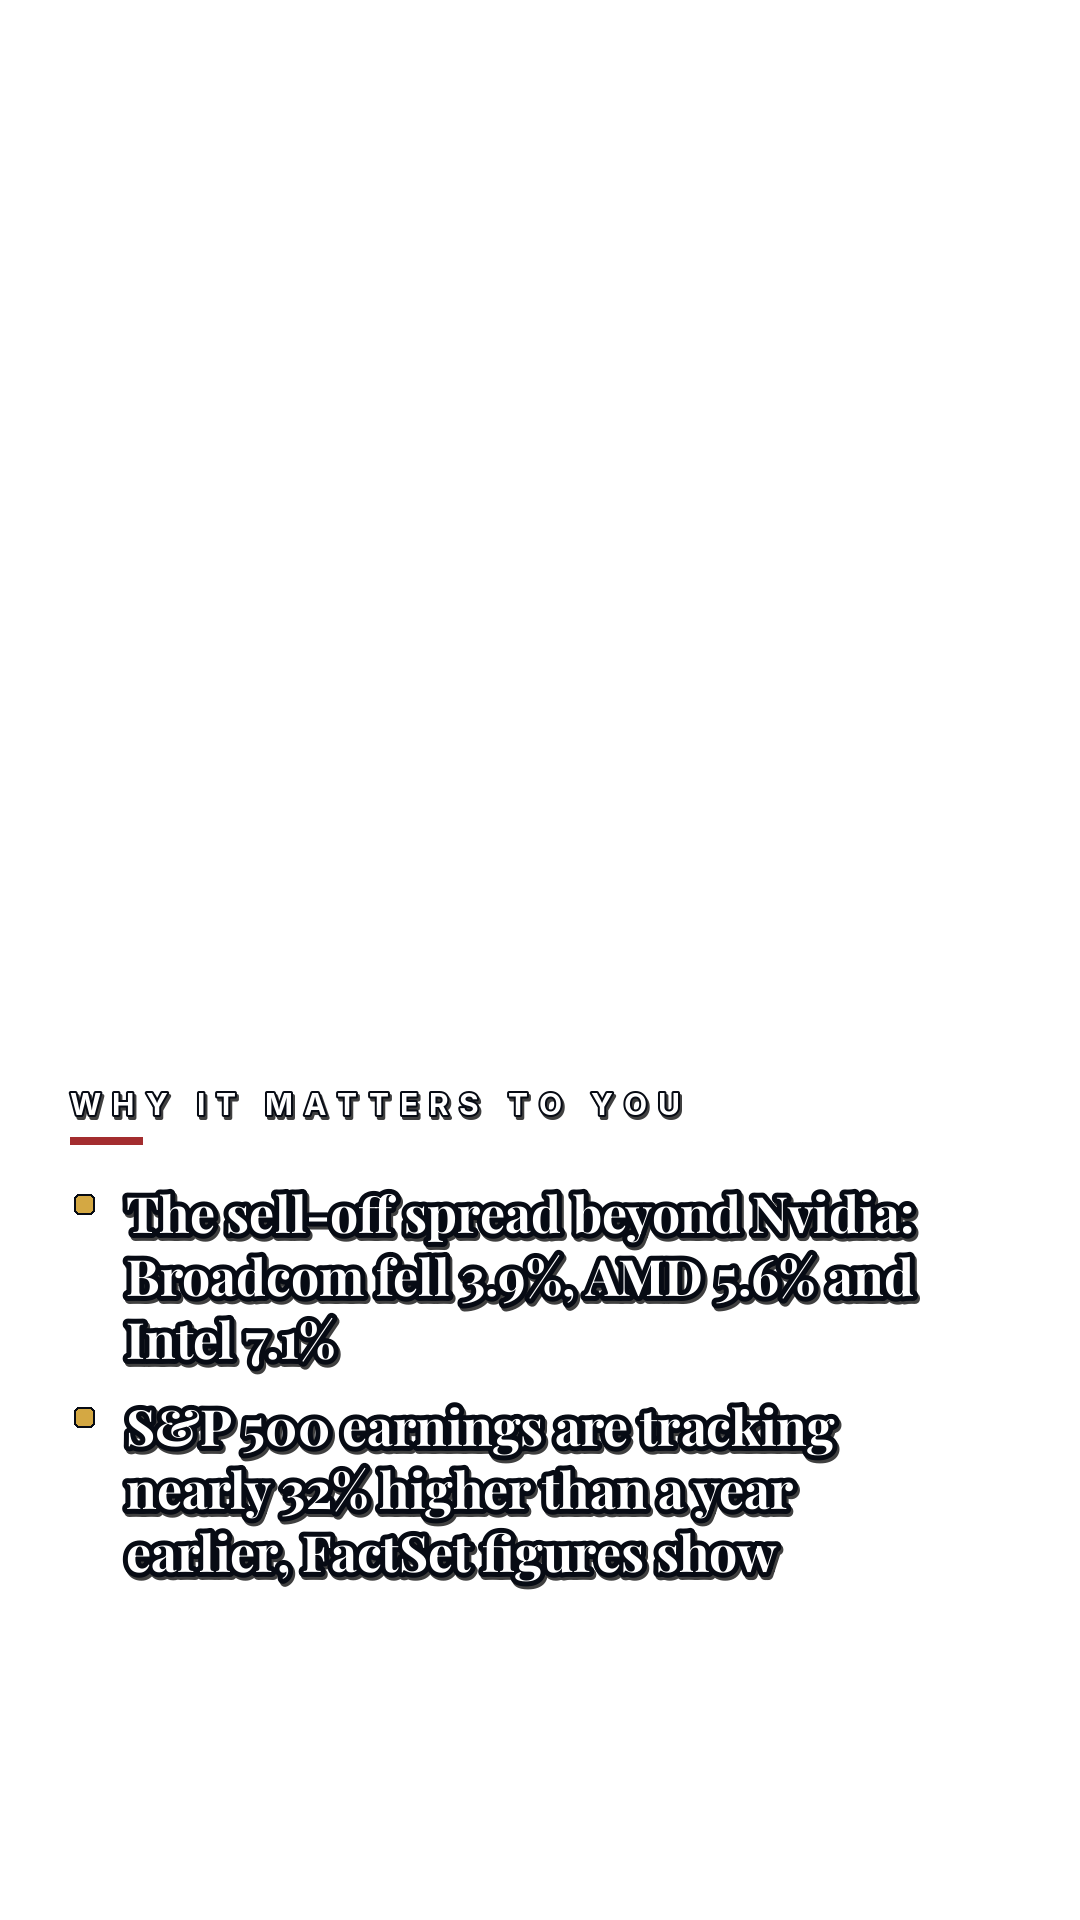 WHY IT MATTERS TO YOU
The sell-off spread beyond Nvidia:
Broadcom fell 3.9%, AMD 5.6% and
Intel 7.1%
S&P 500 earnings are tracking
nearly 32% higher than a year
earlier, FactSet figures show